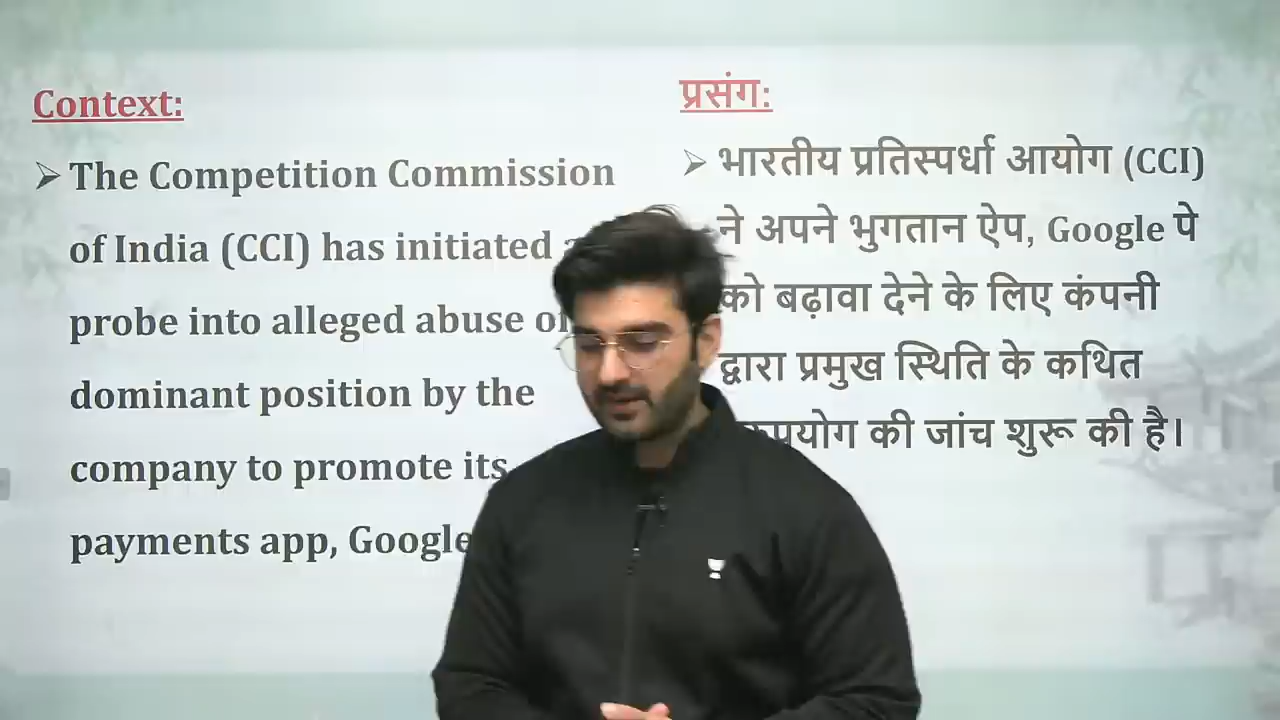 Context:
➢ The Competition Commission
of India (CCI) has initiated
probe into alleged abuse of
dominant position by the
company to promote its
payments app, Google
प्रसंग:
➢ भारतीय प्रतिस्पर्धा आयोग (CCI)
ने अपने भुगतान ऐप, Google पे
को बढ़ावा देने के लिए कंपनी
द्वारा प्रमुख स्थिति के कथित
की जांच शुरू की है।